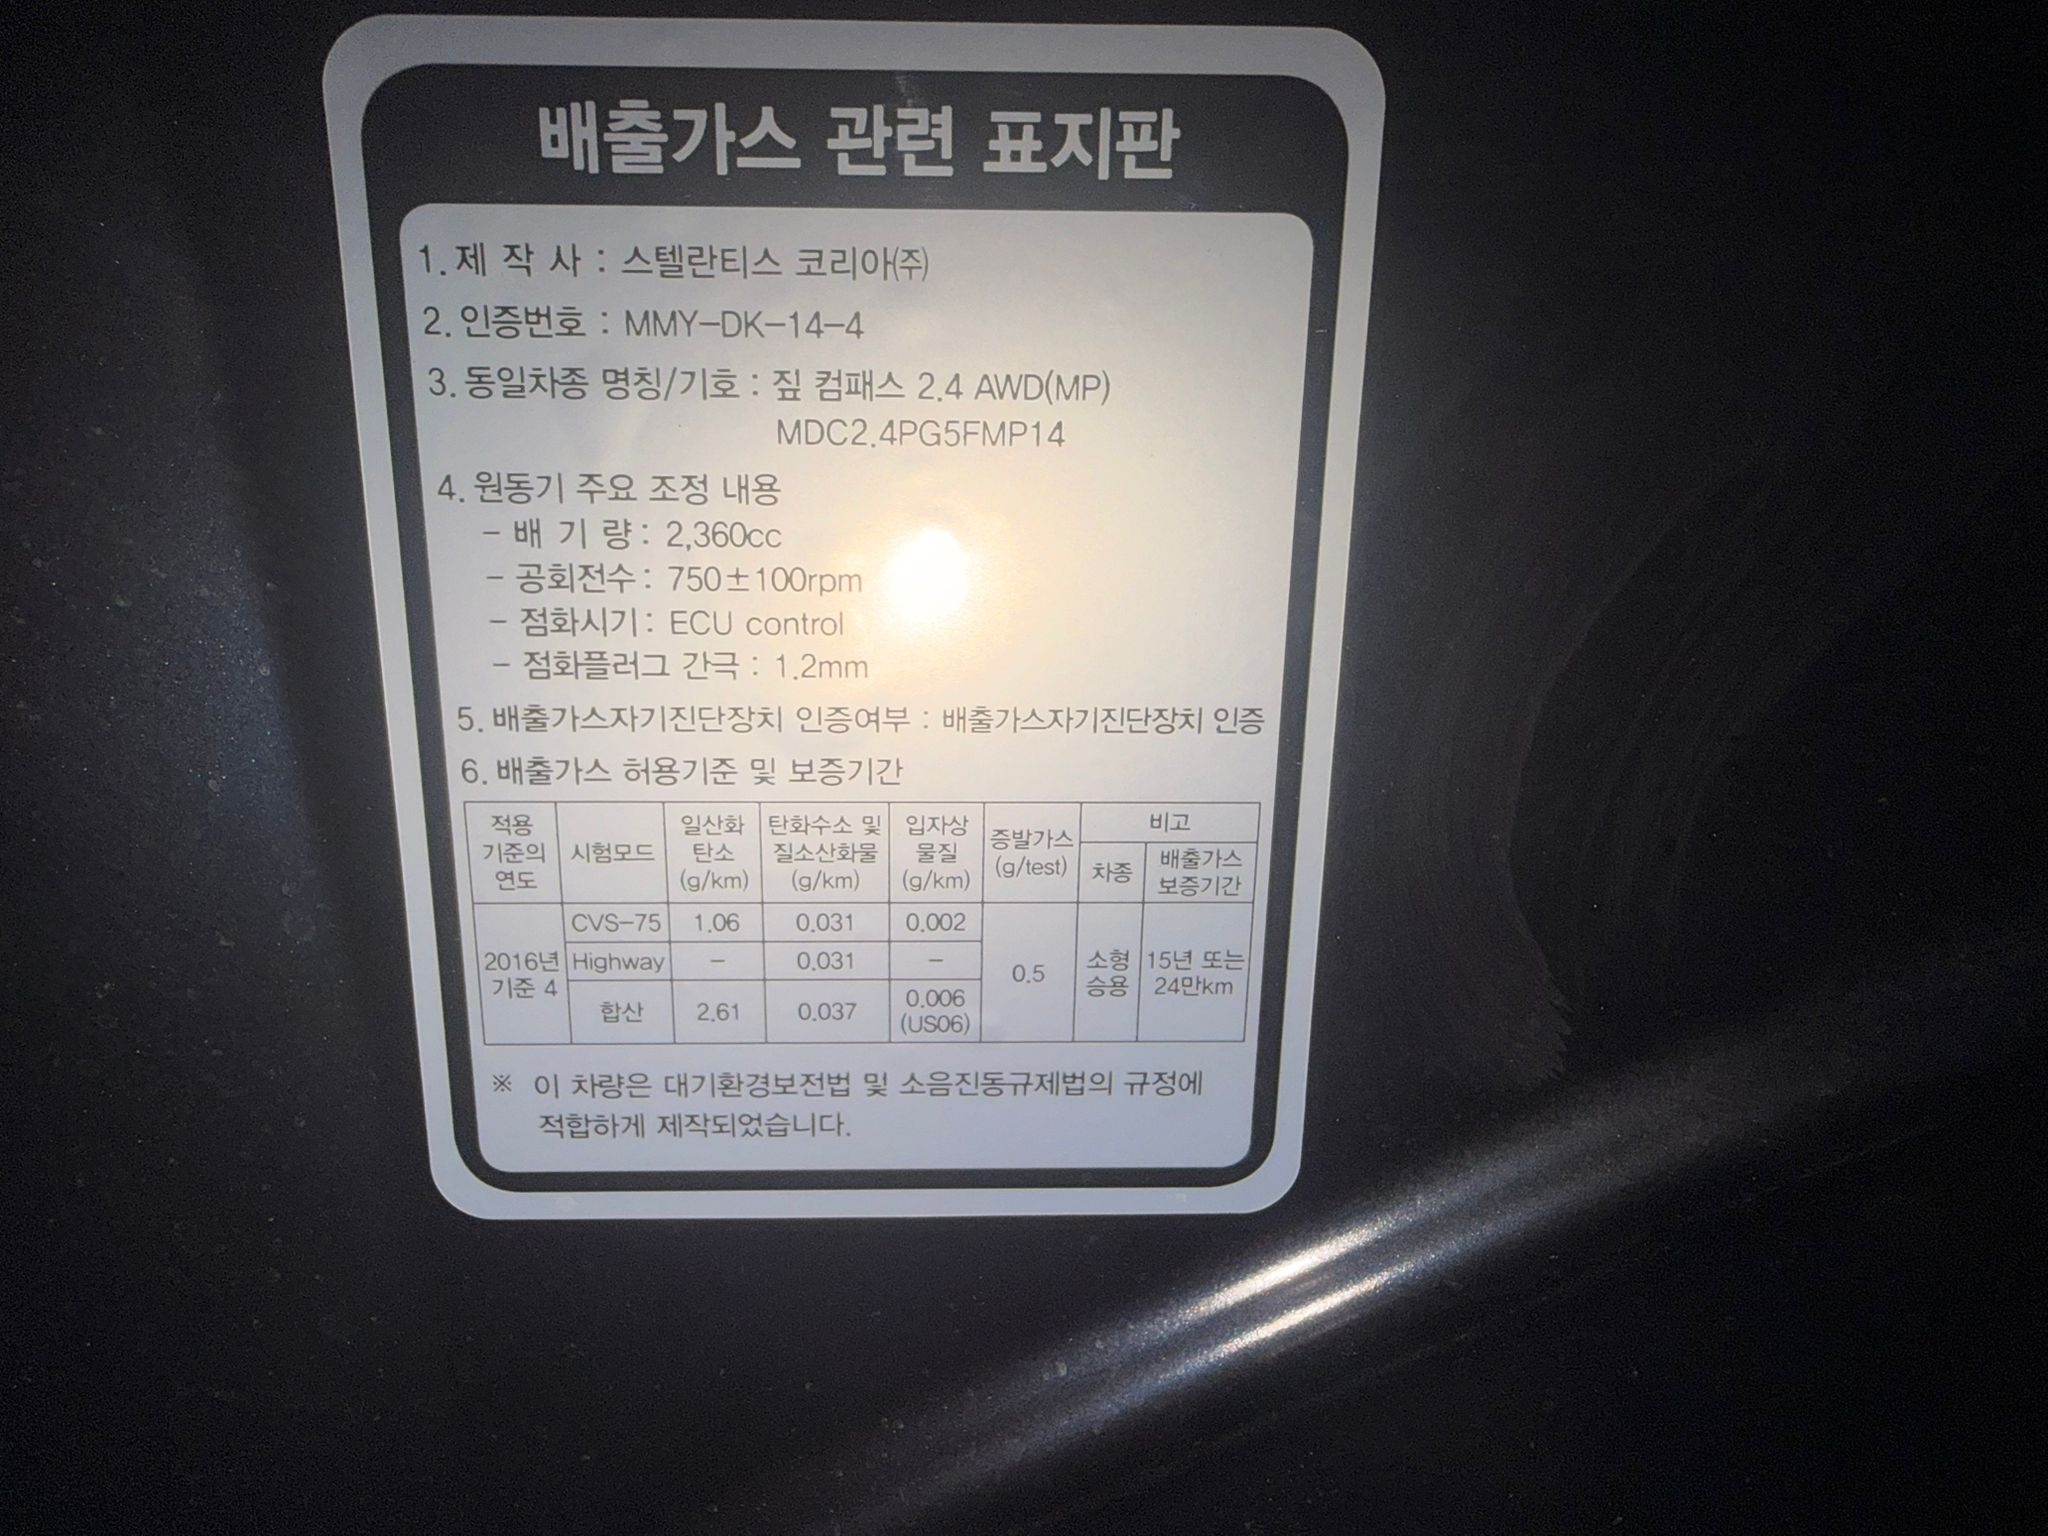 배출가스 관련 표지판
1. 제 작 사 : 스텔란티스 코리아(주)
2. 인증번호 : MMY-DK-14-4
3. 동일차종 명칭/기호 : 짚 컴패스 2.4 AWD(MP)
MDC2.4PG5FMP14
4. 원동기 주요 조정 내용
- 배 기 량 : 2,360cc
- 공회전수 : 750±100rpm
- 점화시기 : ECU control
- 점화플러그 간극 : 1.2mm
5. 배출가스자기진단장치 인증여부 : 배출가스자기진단장치 인증
6. 배출가스 허용기준 및 보증기간
적용 기준의 연도 시험모드 일산화 탄소 (g/km) 탄화수소 및 질소산화물 (g/km) 입자상 물질 (g/km) 증발가스 (g/test) 비고
차종 배출가스 보증기간
2016년 기준 4 CVS-75 1.06 0.031 0.002 0.5 소형 승용 15년 또는 24만km
Highway - 0.031 -
합산 2.61 0.037 0.006 (US06)
※ 이 차량은 대기환경보전법 및 소음진동규제법의 규정에
적합하게 제작되었습니다.